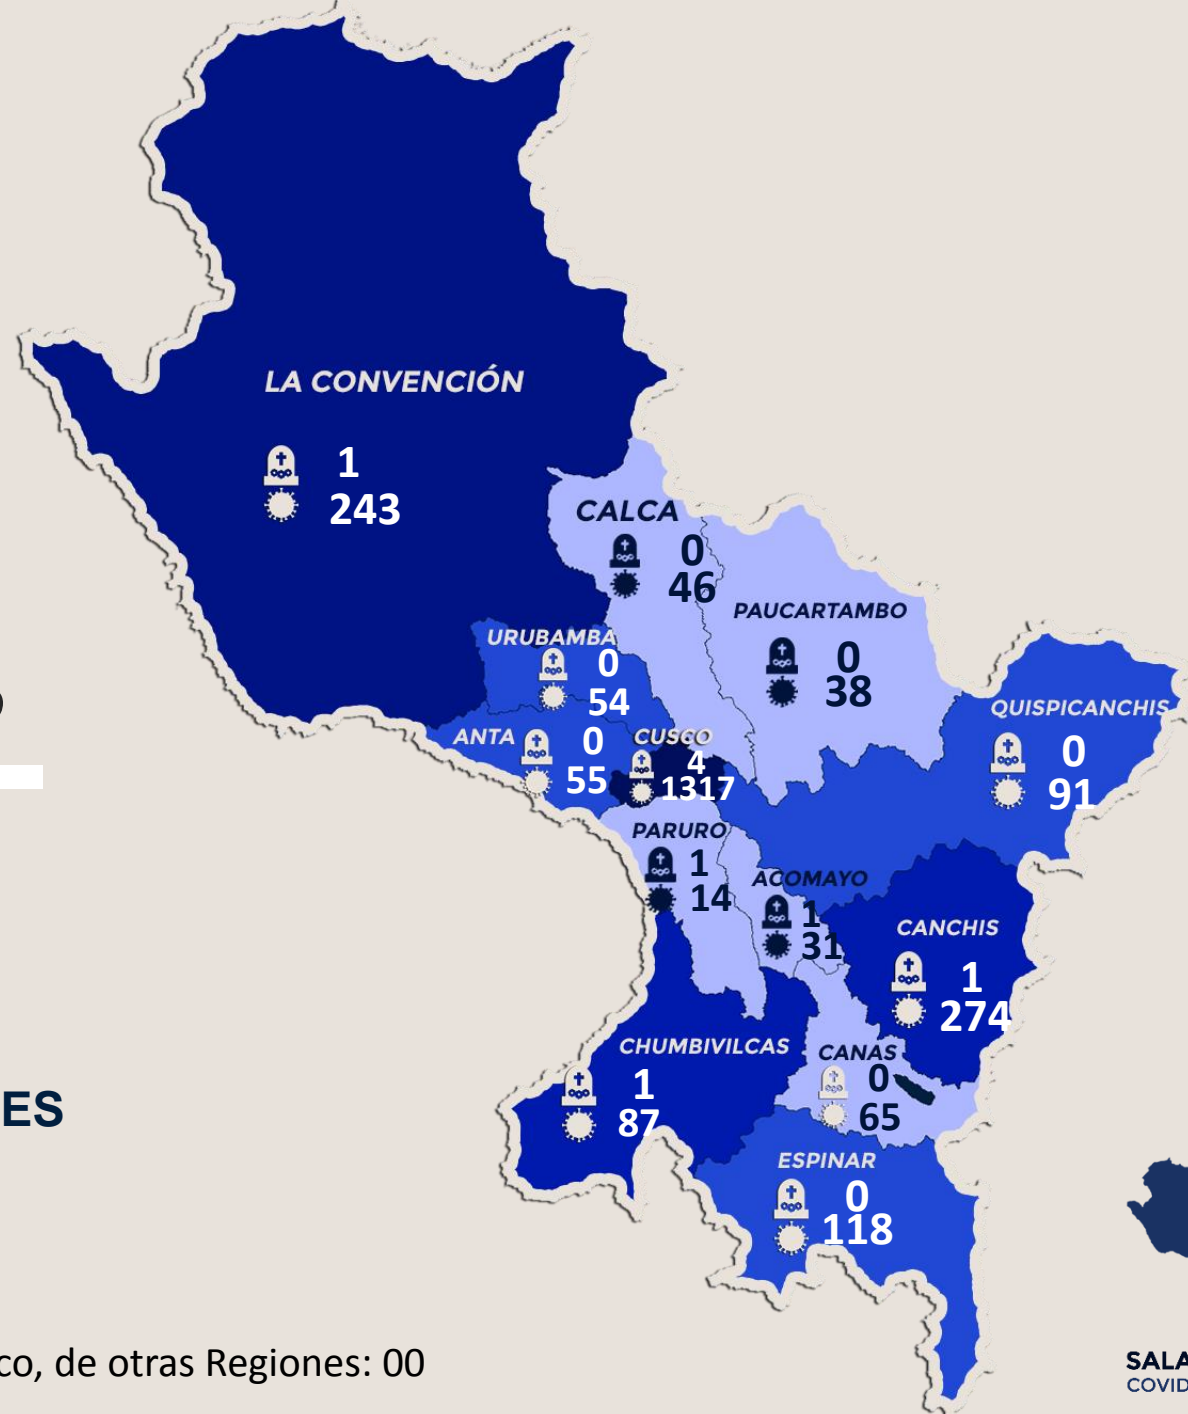 LA CONVENCIÓN
1
243
CALCA
0
46
PAUCARTAMBO
0
38
URUBAMBA
0
54
QUISPICANCHIS
0
91
ANTA
0
55
CUSCO
4
1317
PARURO
1
14
ACOMAYO
1
31
CANCHIS
1
274
CHUMBIVILCAS
1
87
CANAS
0
65
ES
ESPINAR
0
118
co, de otras Regiones: 00
SALA
COVID